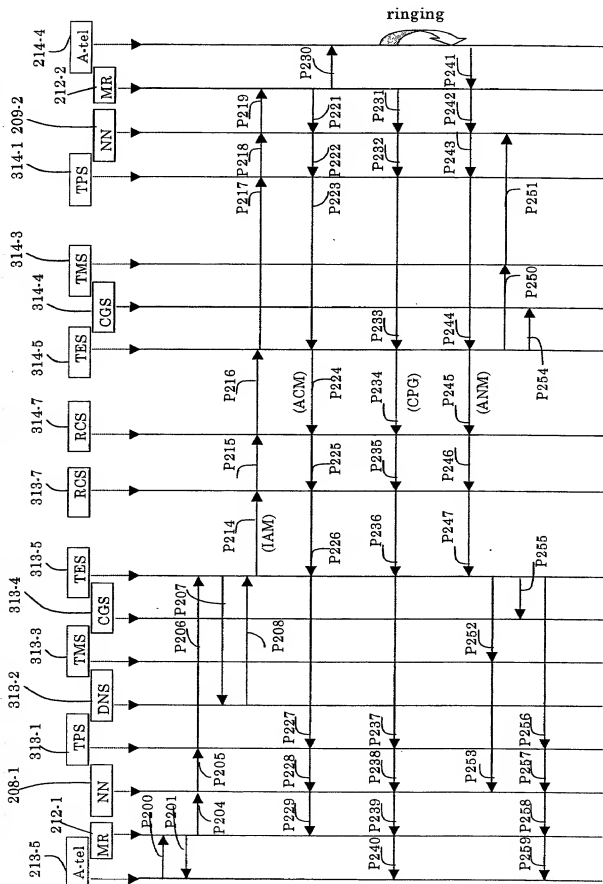 213-5
A-tel
212-1
MR
208-1
NN
313-1
TPS
313-2
DNS
313-3
TMS
313-4
CGS
313-5
TES
313-7
RCS
314-7
RCS
314-5
TES
314-4
CGS
314-3
TMS
314-1
TPS
209-2
NN
212-2
MR
214-4
A-tel
P200
P201
P204
P205
P206
P207
P208
P214
(IAM)
P215
P216
P217
P218
P219
P221
P222
P223
P224
(ACM)
P225
P226
P227
P228
P229
P230
ringing
P231
P232
P233
P234
(CPG)
P235
P236
P237
P238
P239
P240
P241
P242
P243
P244
P245
(ANM)
P246
P247
P250
P251
P252
P253
P254
P255
P256
P257
P258
P259